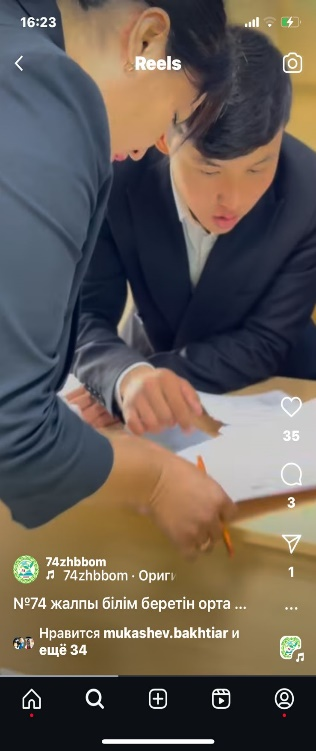 16:23
Reels
35
3
74zhbbom
74zhbbom · Ориги
1
№74 жалпы білім беретін орта ...
Нравится mukashev.bakhtiar и
ещё 34